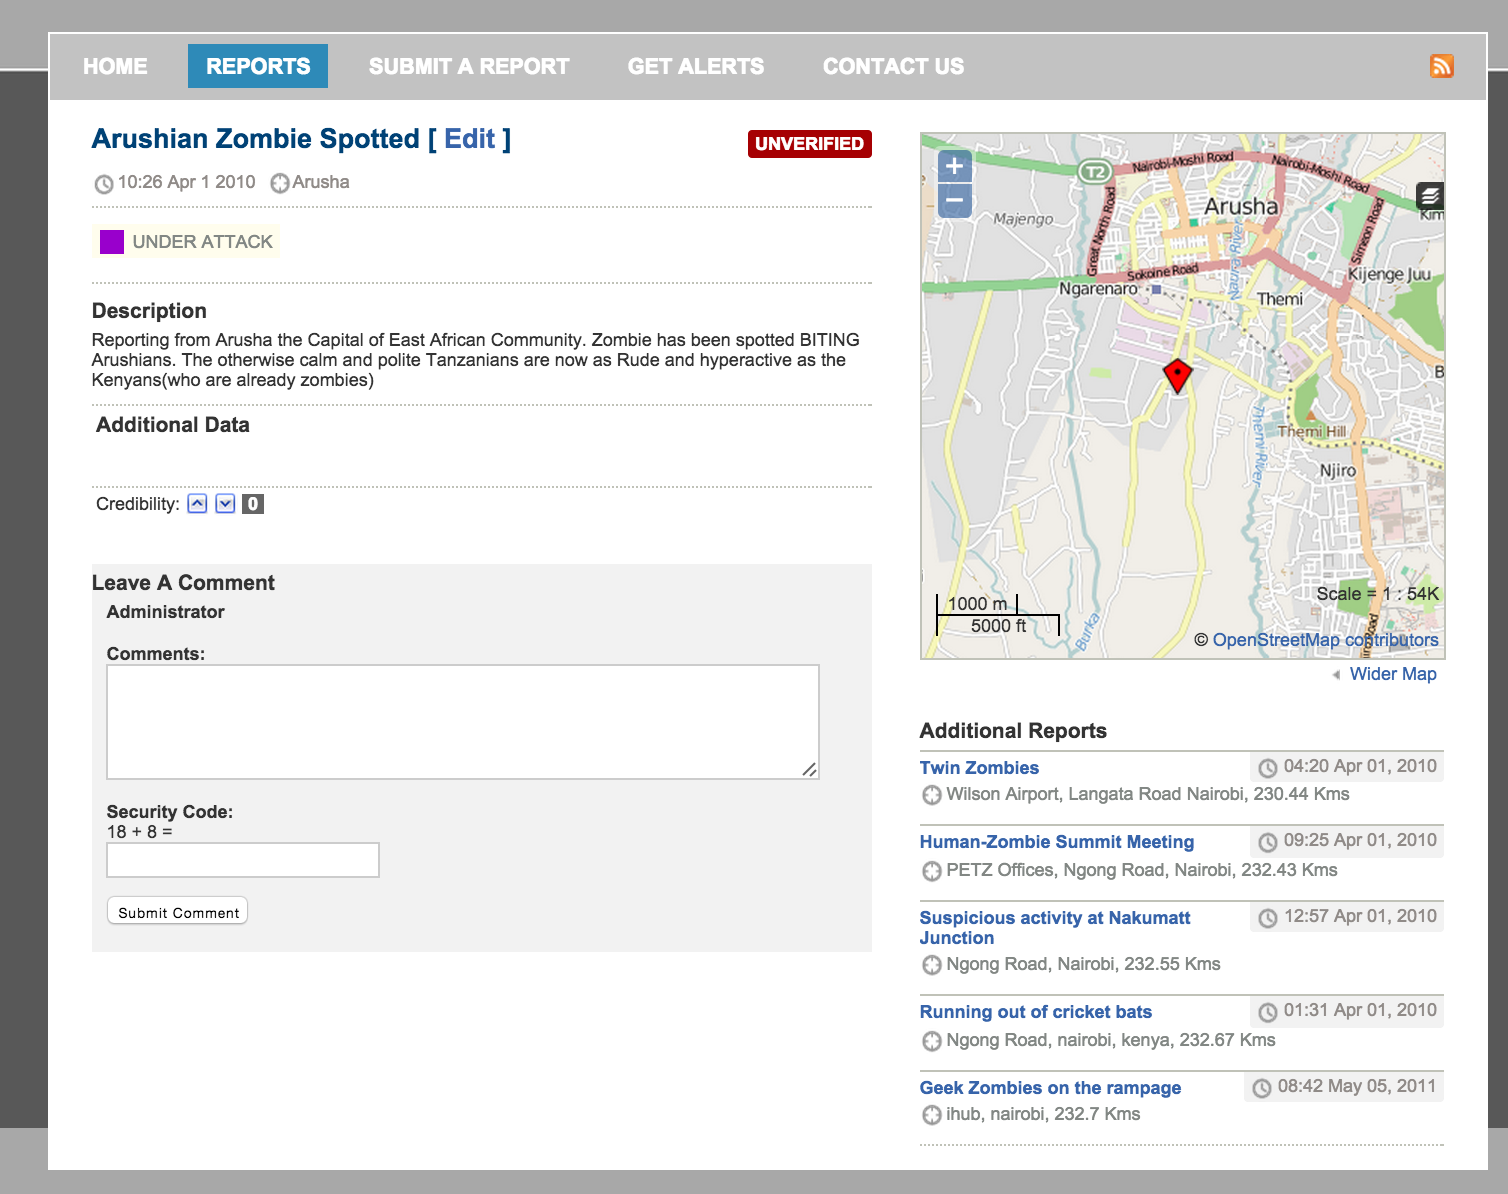 HOME REPORTS SUBMIT A REPORT GET ALERTS CONTACT US
Arushian Zombie Spotted [ Edit ]
UNVERIFIED
10:26 Apr 1 2010 Arusha
UNDER ATTACK
Description
Reporting from Arusha the Capital of East African Community. Zombie has been spotted BITING
Arushians. The otherwise calm and polite Tanzanians are now as Rude and hyperactive as the
Kenyans(who are already zombies)
Additional Data
Credibility: 0
Leave A Comment
Administrator
Comments:
Security Code:
18 + 8 =
Submit Comment
+
−
T2
Nairobi-Moshi Road
Nairobi-Moshi Road
Majengo
Arusha
Kim
Great North Road
Naura River
Simeon Road
Sokoine Road
Kijenge Juu
Ngarenaro
Themi
B
Themi River
Themi Hill
Njiro
Burka
Scale = 1 : 54K
1000 m
5000 ft
Road
© OpenStreetMap contributors
Wider Map
Additional Reports
Twin Zombies 04:20 Apr 01, 2010
Wilson Airport, Langata Road Nairobi, 230.44 Kms
Human-Zombie Summit Meeting 09:25 Apr 01, 2010
PETZ Offices, Ngong Road, Nairobi, 232.43 Kms
Suspicious activity at Nakumatt 12:57 Apr 01, 2010
Junction
Ngong Road, Nairobi, 232.55 Kms
Running out of cricket bats 01:31 Apr 01, 2010
Ngong Road, nairobi, kenya, 232.67 Kms
Geek Zombies on the rampage 08:42 May 05, 2011
ihub, nairobi, 232.7 Kms